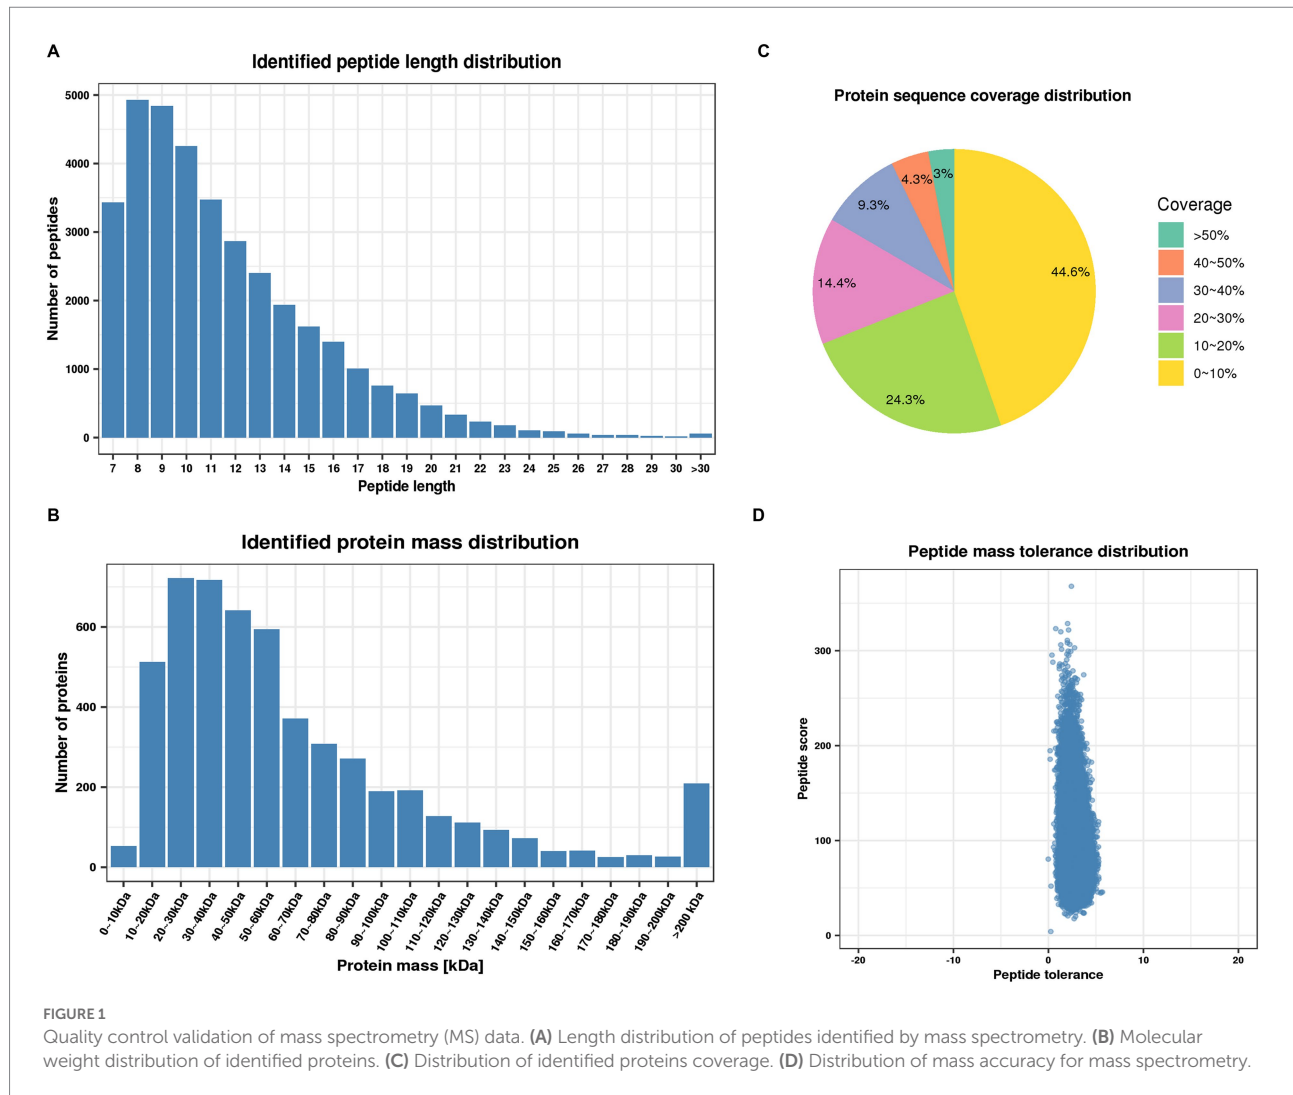 A
Identified peptide length distribution
Number of peptides
5000
4000
3000
2000
1000
0
7 8 9 10 11 12 13 14 15 16 17 18 19 20 21 22 23 24 25 26 27 28 29 30 >30
Peptide length
B
Identified protein mass distribution
Number of proteins
600
400
200
0
0~10kDa 10~20kDa 20~30kDa 30~40kDa 40~50kDa 50~60kDa 60~70kDa 70~80kDa 80~90kDa 90~100kDa 100~110kDa 110~120kDa 120~130kDa 130~140kDa 140~150kDa 150~160kDa 160~170kDa 170~180kDa 180~190kDa 190~200kDa >200 kDa
Protein mass [kDa]
C
Protein sequence coverage distribution
3%
4.3%
9.3%
14.4%
24.3%
44.6%
Coverage
>50%
40~50%
30~40%
20~30%
10~20%
0~10%
D
Peptide mass tolerance distribution
Peptide score
300
200
100
0
-20 -10 0 10 20
Peptide tolerance
FIGURE 1
Quality control validation of mass spectrometry (MS) data. (A) Length distribution of peptides identified by mass spectrometry. (B) Molecular
weight distribution of identified proteins. (C) Distribution of identified proteins coverage. (D) Distribution of mass accuracy for mass spectrometry.